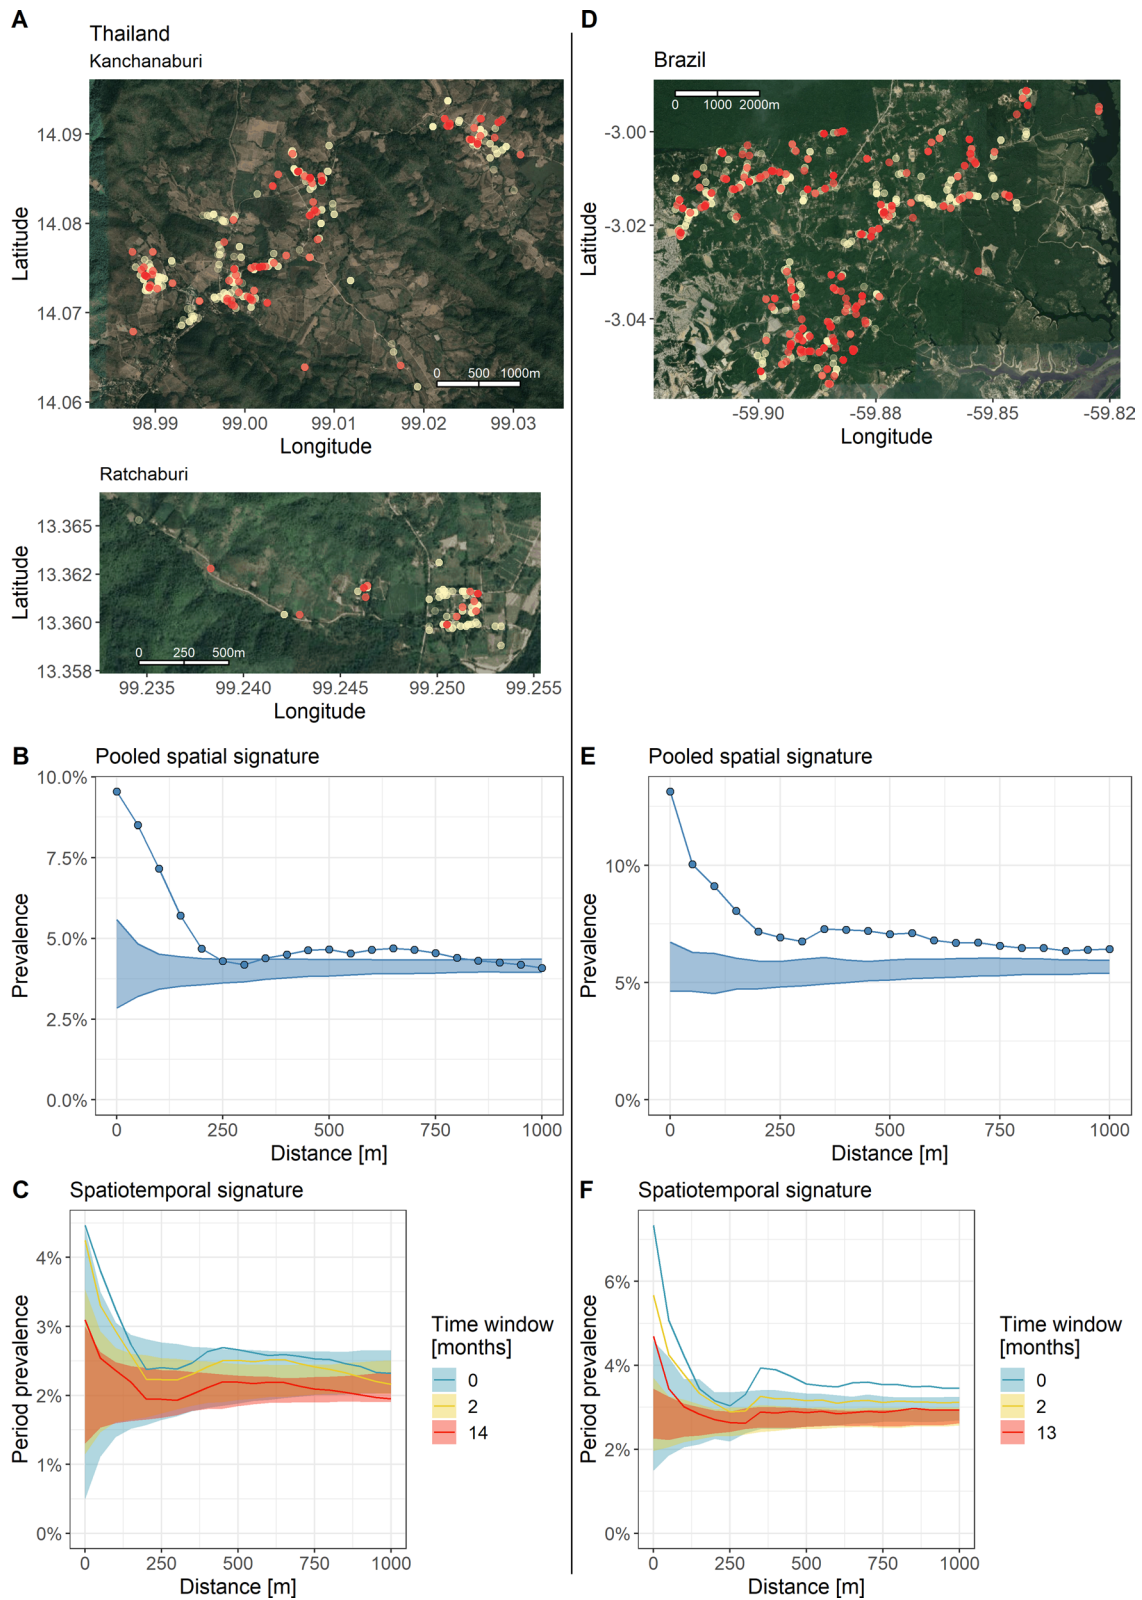 A
Thailand
Kanchanaburi
14.09
14.08
14.07
14.06
Latitude
0 500 1000m
98.99 99.00 99.01 99.02 99.03
Longitude
Ratchaburi
13.365
13.362
13.360
13.358
Latitude
0 250 500m
99.235 99.240 99.245 99.250 99.255
Longitude
B Pooled spatial signature
10.0%
7.5%
5.0%
2.5%
0.0%
Prevalence
0 250 500 750 1000
Distance [m]
C Spatiotemporal signature
4%
3%
2%
1%
0%
Period prevalence
0 250 500 750 1000
Distance [m]
Time window
[months]
0
2
14
D
Brazil
0 1000 2000m
-3.00
-3.02
-3.04
Latitude
-59.90 -59.88 -59.85 -59.82
Longitude
E Pooled spatial signature
10%
5%
0%
Prevalence
0 250 500 750 1000
Distance [m]
F Spatiotemporal signature
6%
4%
2%
0%
Period prevalence
0 250 500 750 1000
Distance [m]
Time window
[months]
0
2
13